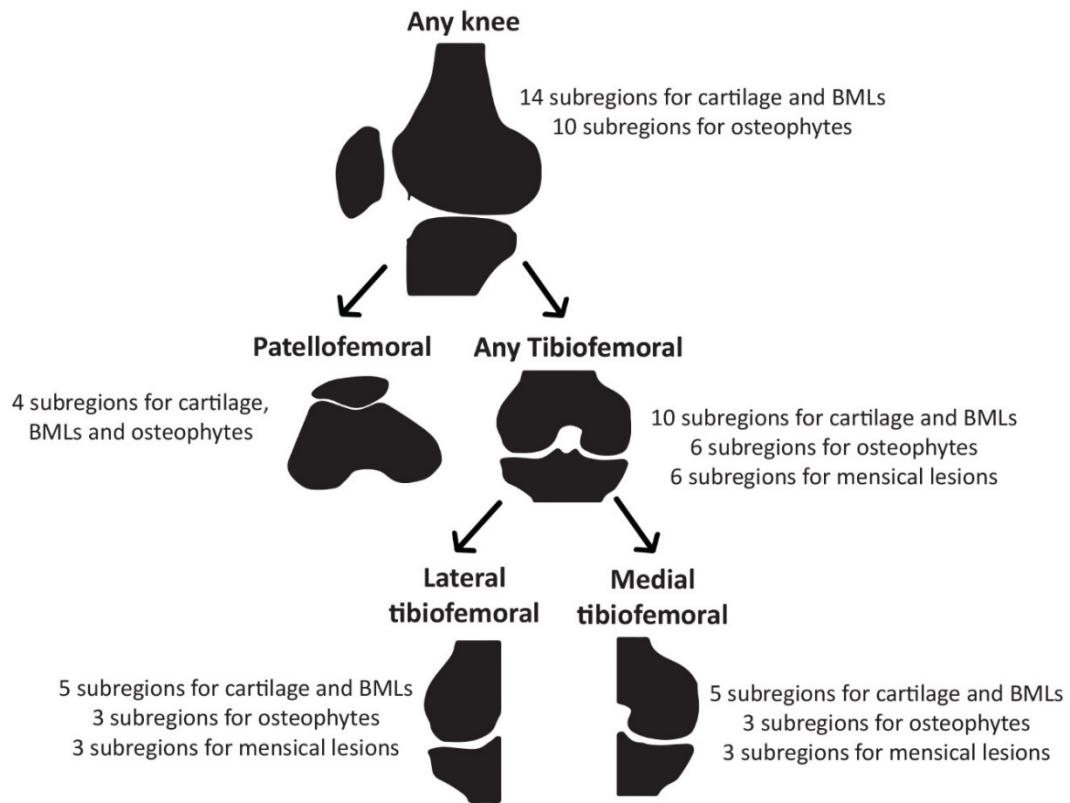 Any knee
14 subregions for cartilage and BMLs
10 subregions for osteophytes
Patellofemoral
4 subregions for cartilage,
BMLs and osteophytes
Any Tibiofemoral
10 subregions for cartilage and BMLs
6 subregions for osteophytes
6 subregions for mensical lesions
Lateral
tibiofemoral
5 subregions for cartilage and BMLs
3 subregions for osteophytes
3 subregions for mensical lesions
Medial
tibiofemoral
5 subregions for cartilage and BMLs
3 subregions for osteophytes
3 subregions for mensical lesions